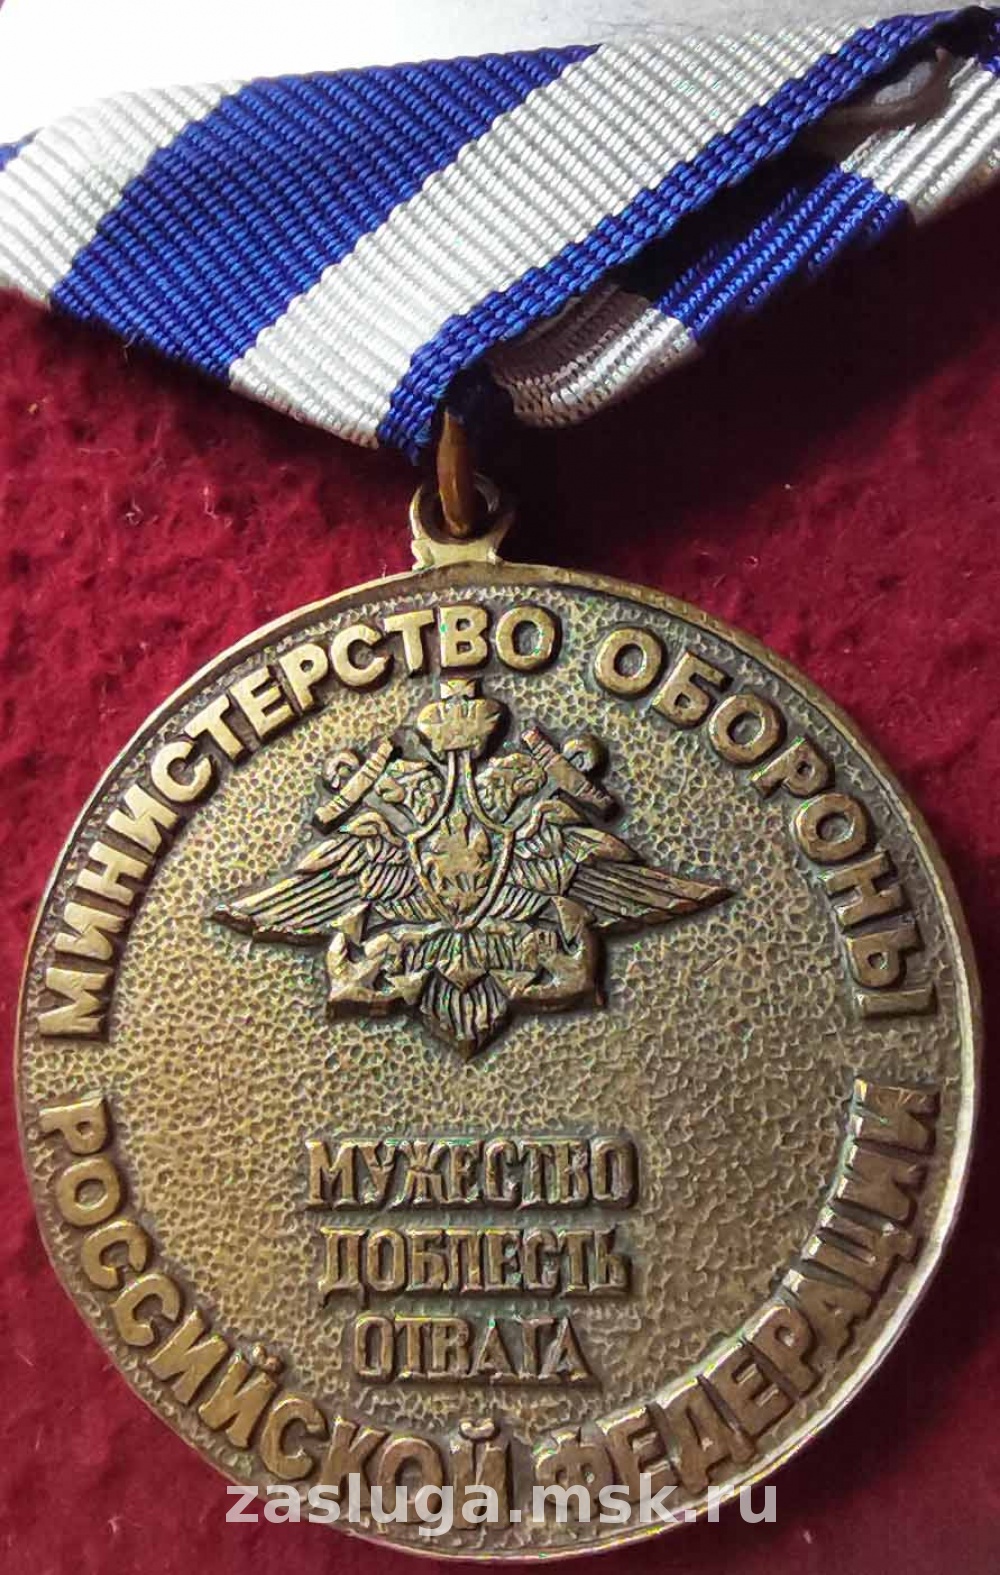 МИНИСТЕРСТВО ОБОРОНЫ
РОССИЙСКОЙ ФЕДЕРАЦИИ
МУЖЕСТВО
ДОБЛЕСТЬ
ОТВАГА
zasluga.msk.ru